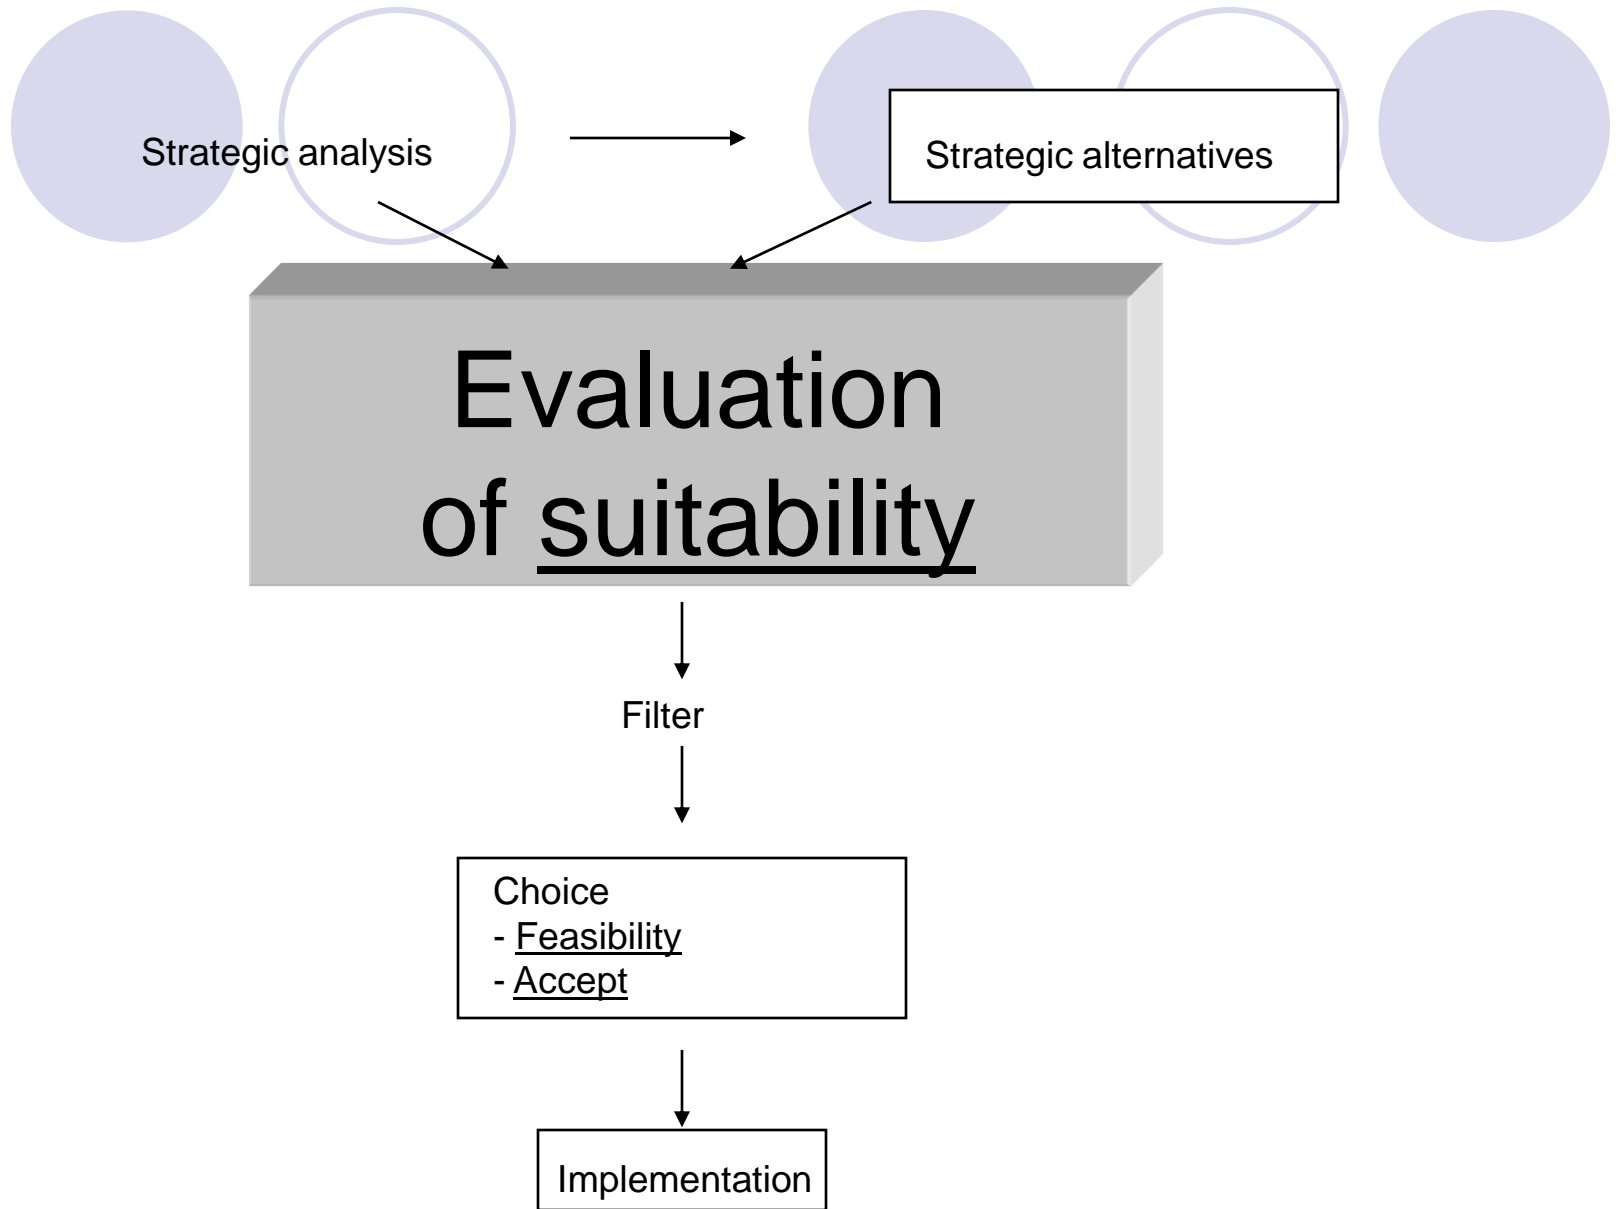 Strategic analysis
Strategic alternatives
Evaluation
of suitability
Filter
Choice
- Feasibility
- Accept
Implementation